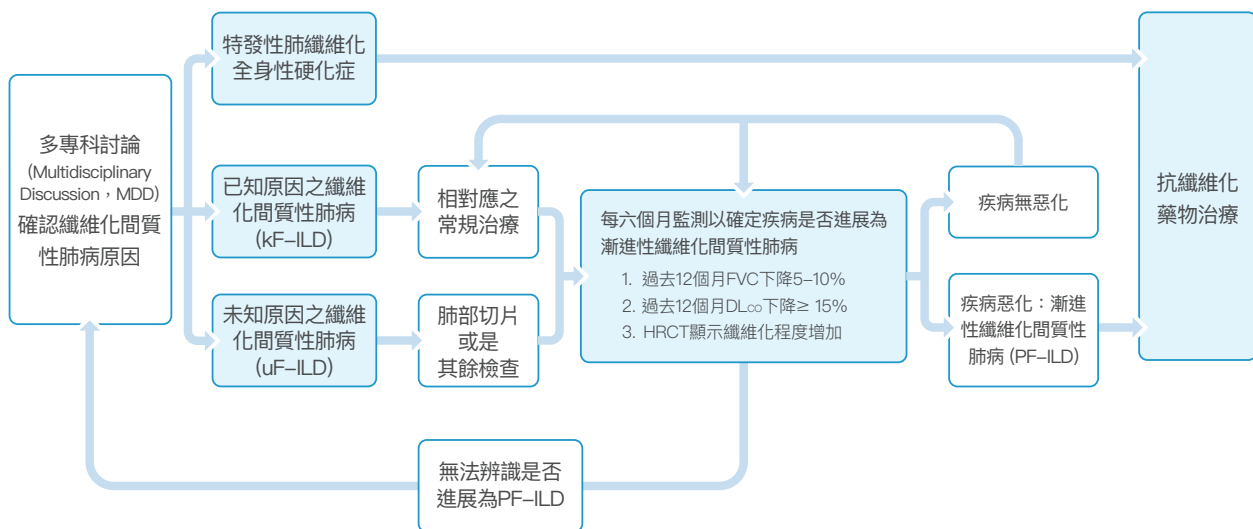 多專科討論
(Multidisciplinary
Discussion，MDD)
確認纖維化間質
性肺病原因
特發性肺纖維化
全身性硬化症
已知原因之纖維
化間質性肺病
(kF-ILD)
未知原因之纖維
化間質性肺病
(uF-ILD)
相對應之
常規治療
肺部切片
或是
其餘檢查
每六個月監測以確定疾病是否進展為
漸進性纖維化間質性肺病
1. 過去12個月FVC下降5-10%
2. 過去12個月DLco下降≥ 15%
3. HRCT顯示纖維化程度增加
疾病無惡化
疾病惡化：漸進
性纖維化間質性
肺病 (PF-ILD)
抗纖維化
藥物治療
無法辨識是否
進展為PF-ILD